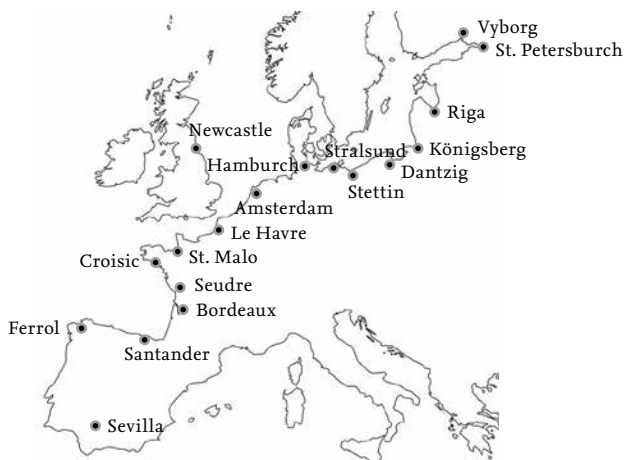 Vyborg
St. Petersburch
Riga
Newcastle
Stralsund
Königsberg
Hamburch
Dantzig
Stettin
Amsterdam
Le Havre
St. Malo
Croisic
Seudre
Bordeaux
Ferrol
Santander
Sevilla